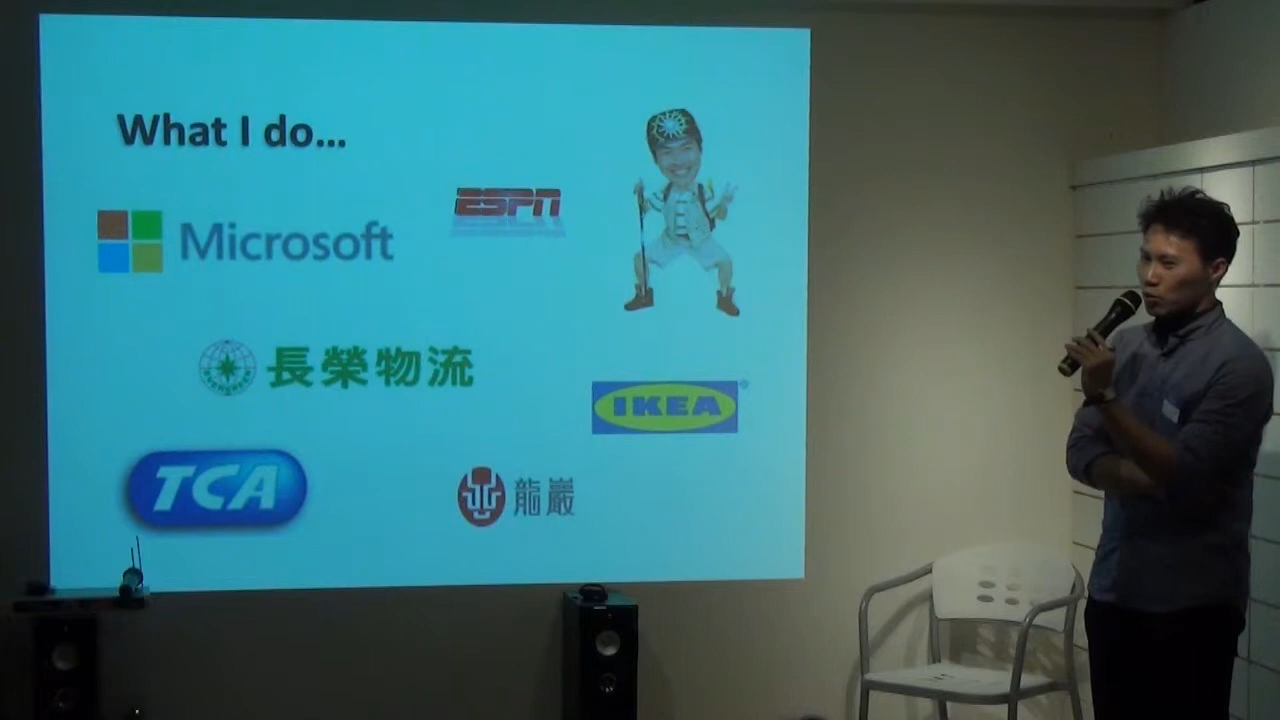 What I do...
ESPN
Microsoft
長榮物流
IKEA
TCA
龍巖